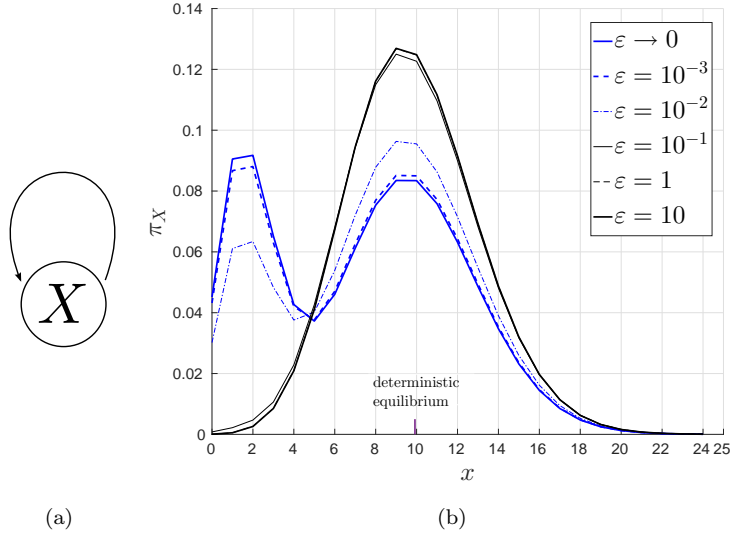 X
0.14
0.12
0.1
0.08
0.06
0.04
0.02
0
π_X
ε → 0
ε = 10⁻³
ε = 10⁻²
ε = 10⁻¹
ε = 1
ε = 10
deterministic
equilibrium
0 2 4 6 8 10 12 14 16 18 20 22 24 25
x
(a) (b)